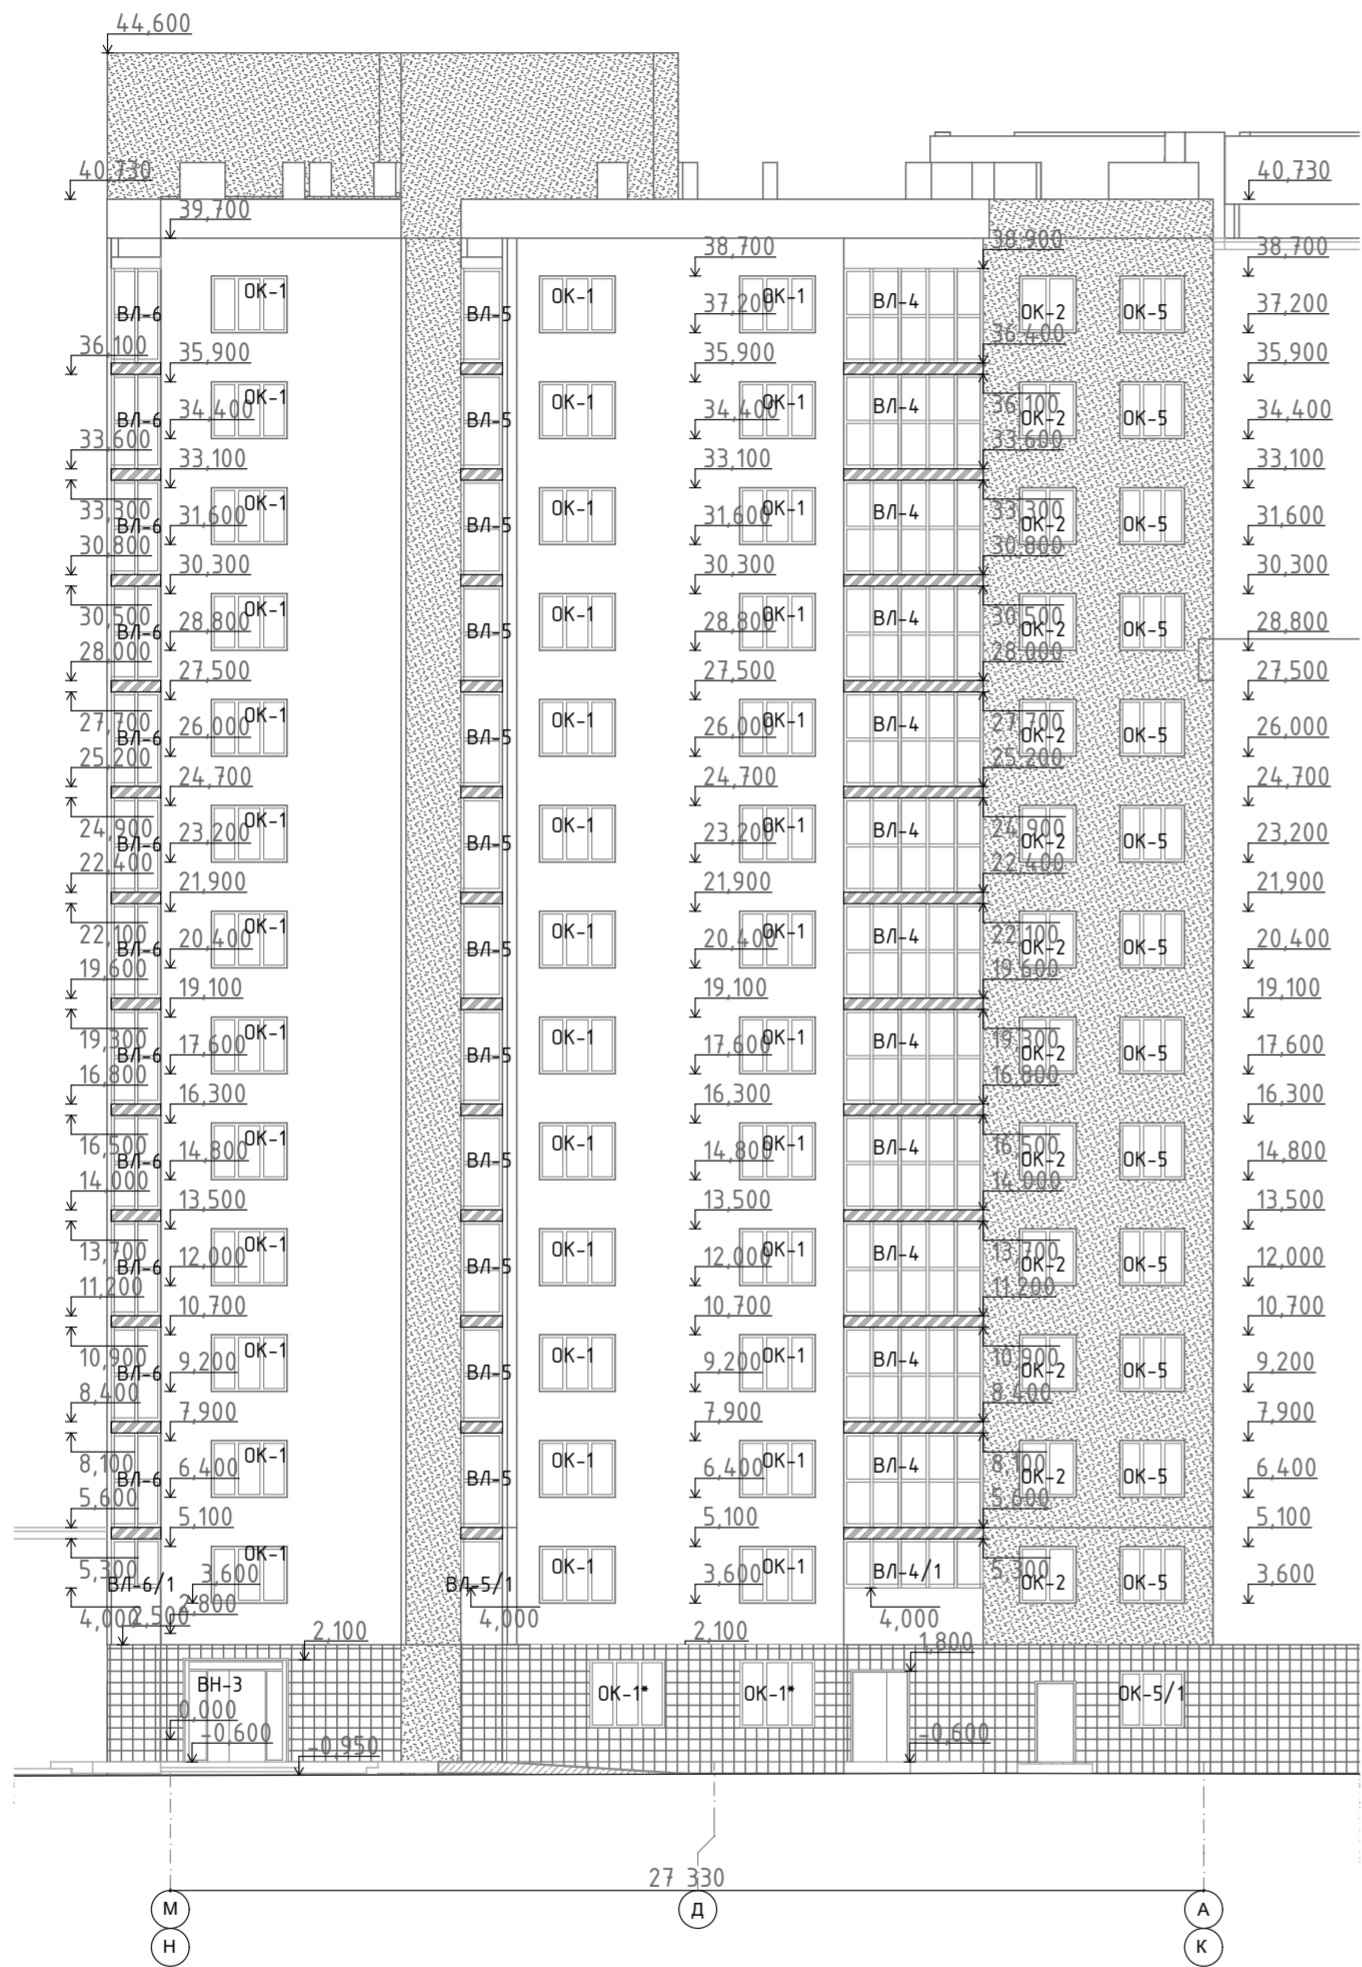 44,600
40,730 40,730
39,700
38,700 38,900 38,700
ВЛ-6 ОК-1 ВЛ-5 ОК-1 37,200 ОК-1 ВЛ-4 ОК-2 ОК-5 37,200
36,100 35,900 35,900 36,400 35,900
ВЛ-6 34,400 ОК-1 ВЛ-5 ОК-1 34,400 ОК-1 ВЛ-4 36,100 ОК-2 ОК-5 34,400
33,600 33,100 33,100 33,600 33,100
33,300 ВЛ-6 31,600 ОК-1 ВЛ-5 ОК-1 31,600 ОК-1 ВЛ-4 33,300 ОК-2 ОК-5 31,600
30,800 30,300 30,300 30,800 30,300
30,500 ВЛ-6 28,800 ОК-1 ВЛ-5 ОК-1 28,800 ОК-1 ВЛ-4 30,500 ОК-2 ОК-5 28,800
28,000 27,500 27,500 28,000 27,500
27,700 ВЛ-6 26,000 ОК-1 ВЛ-5 ОК-1 26,000 ОК-1 ВЛ-4 27,700 ОК-2 ОК-5 26,000
25,200 24,700 24,700 25,200 24,700
24,900 ВЛ-6 23,200 ОК-1 ВЛ-5 ОК-1 23,200 ОК-1 ВЛ-4 24,900 ОК-2 ОК-5 23,200
22,400 21,900 21,900 22,400 21,900
22,100 ВЛ-6 20,400 ОК-1 ВЛ-5 ОК-1 20,400 ОК-1 ВЛ-4 22,100 ОК-2 ОК-5 20,400
19,600 19,100 19,100 19,600 19,100
19,300 ВЛ-6 17,600 ОК-1 ВЛ-5 ОК-1 17,600 ОК-1 ВЛ-4 19,300 ОК-2 ОК-5 17,600
16,800 16,300 16,300 16,800 16,300
16,500 ВЛ-6 14,800 ОК-1 ВЛ-5 ОК-1 14,800 ОК-1 ВЛ-4 16,500 ОК-2 ОК-5 14,800
14,000 13,500 13,500 14,000 13,500
13,700 ВЛ-6 12,000 ОК-1 ВЛ-5 ОК-1 12,000 ОК-1 ВЛ-4 13,700 ОК-2 ОК-5 12,000
11,200 10,700 10,700 11,200 10,700
10,900 ВЛ-6 9,200 ОК-1 ВЛ-5 ОК-1 9,200 ОК-1 ВЛ-4 10,900 ОК-2 ОК-5 9,200
8,400 7,900 7,900 8,400 7,900
8,100 ВЛ-6 6,400 ОК-1 ВЛ-5 ОК-1 6,400 ОК-1 ВЛ-4 8,100 ОК-2 ОК-5 6,400
5,600 5,100 5,100 5,600 5,100
5,300 ВЛ-6/1 3,600 ОК-1 ВЛ-5/1 ОК-1 3,600 ОК-1 ВЛ-4/1 5,300 ОК-2 ОК-5 3,600
4,000 2,500 2,800 4,000 4,000
2,100 2,100 1,800
ВН-3 ОК-1* ОК-1* ОК-5/1
0,000
-0,600 -0,950 -0,600
27 330
М Д А
Н К